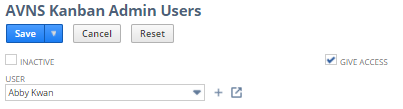 AVNS Kanban Admin Users
Save Cancel Reset
INACTIVE GIVE ACCESS
USER
Abby Kwan